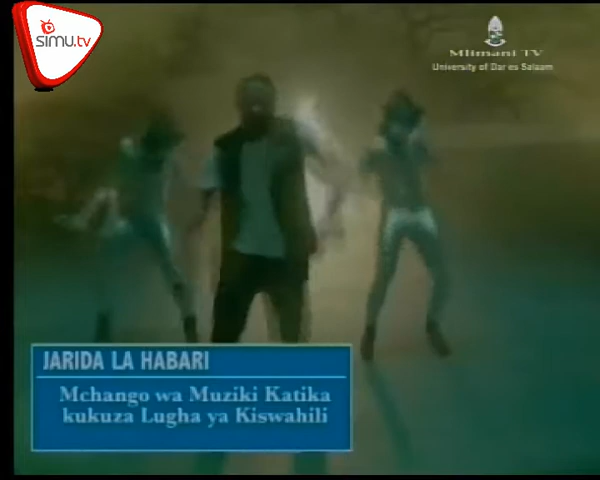 SIMU.tv
Mlimani TV
University of Dar es Salaam
JARIDA LA HABARI
Mchango wa Muziki Katika
kukuza Lugha ya Kiswahili